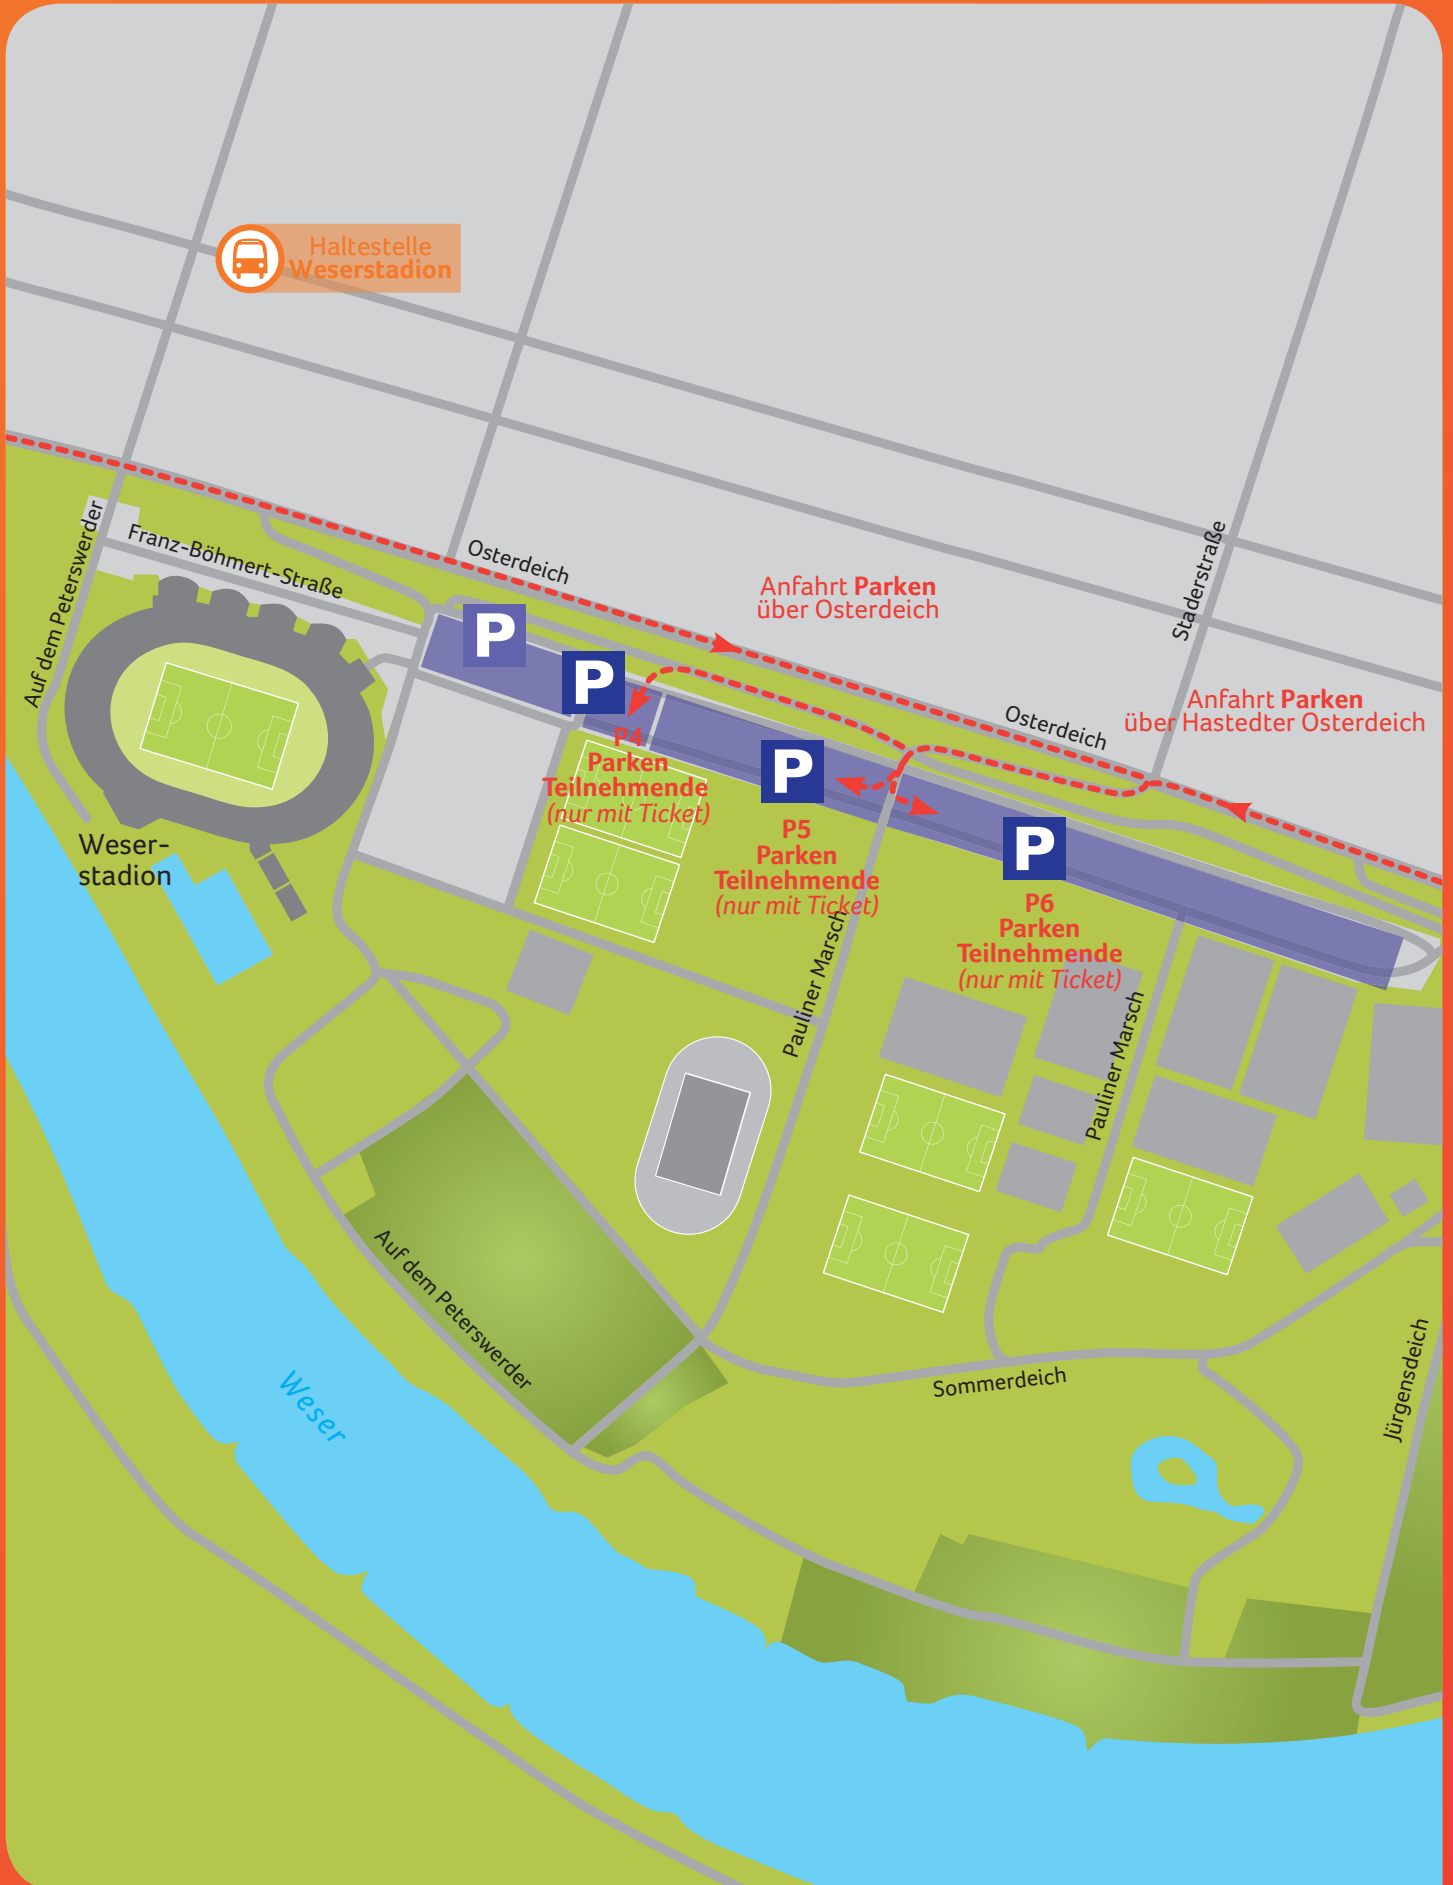 Haltestelle
Weserstadion
Auf dem Peterswerder
Franz-Böhmert-Straße
Osterdeich
Anfahrt Parken
über Osterdeich
Staderstraße
Anfahrt Parken
über Hastedter Osterdeich
Osterdeich
P
P
P
P
P4
Parken
Teilnehmende
(nur mit Ticket)
P5
Parken
Teilnehmende
(nur mit Ticket)
P6
Parken
Teilnehmende
(nur mit Ticket)
Weser-
stadion
Pauliner Marsch
Pauliner Marsch
Auf dem Peterswerder
Weser
Sommerdeich
Jürgensdeich